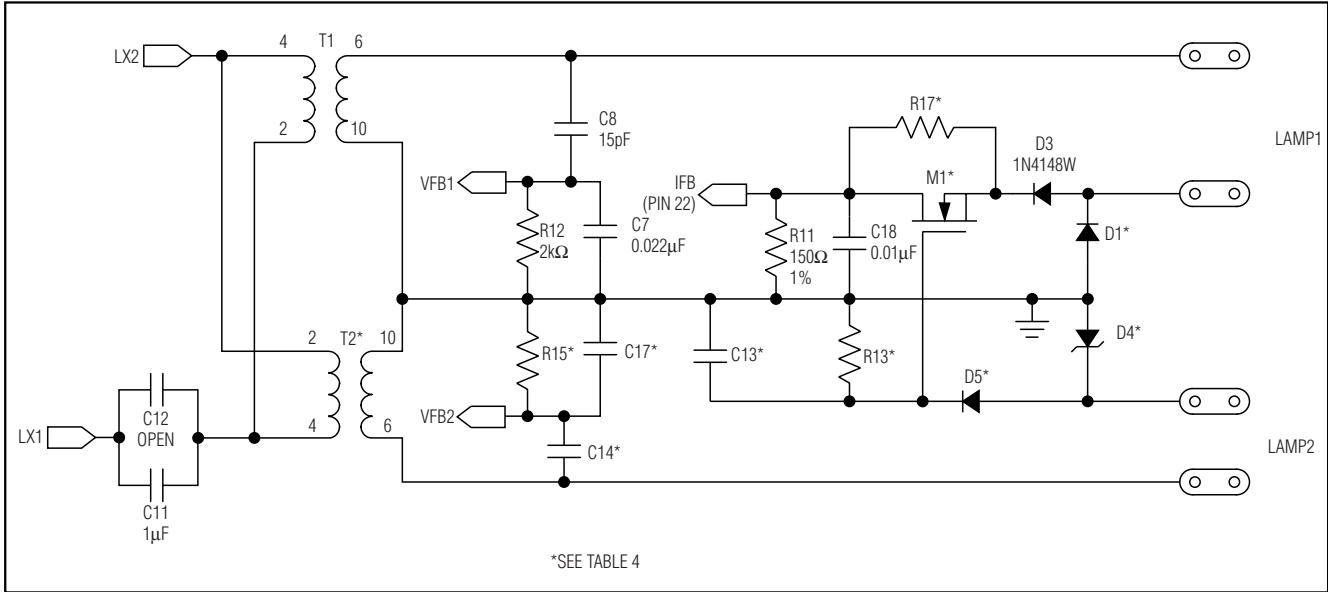 LX2
4
T1
6
2
10
C8
15pF
VFB1
R12
2kΩ
C7
0.022µF
IFB
(PIN 22)
R17*
M1*
D3
1N4148W
LAMP1
R11
150Ω
1%
C18
0.01µF
D1*
2
T2*
10
4
6
R15*
C17*
C13*
R13*
D4*
D5*
VFB2
C14*
LX1
C12
OPEN
C11
1µF
LAMP2
*SEE TABLE 4